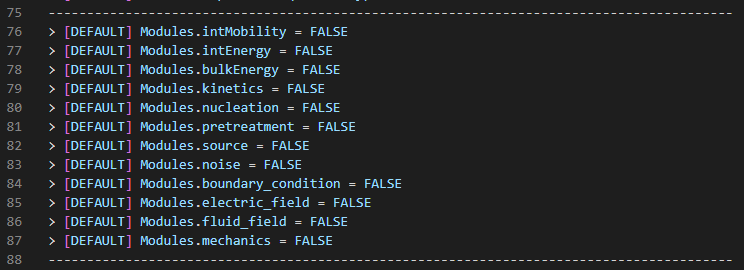 75 -----------------------------------------------------------------------------------------
76 > [DEFAULT] Modules.intMobility = FALSE
77 > [DEFAULT] Modules.intEnergy = FALSE
78 > [DEFAULT] Modules.bulkEnergy = FALSE
79 > [DEFAULT] Modules.kinetics = FALSE
80 > [DEFAULT] Modules.nucleation = FALSE
81 > [DEFAULT] Modules.pretreatment = FALSE
82 > [DEFAULT] Modules.source = FALSE
83 > [DEFAULT] Modules.noise = FALSE
84 > [DEFAULT] Modules.boundary_condition = FALSE
85 > [DEFAULT] Modules.electric_field = FALSE
86 > [DEFAULT] Modules.fluid_field = FALSE
87 > [DEFAULT] Modules.mechanics = FALSE
88 -----------------------------------------------------------------------------------------